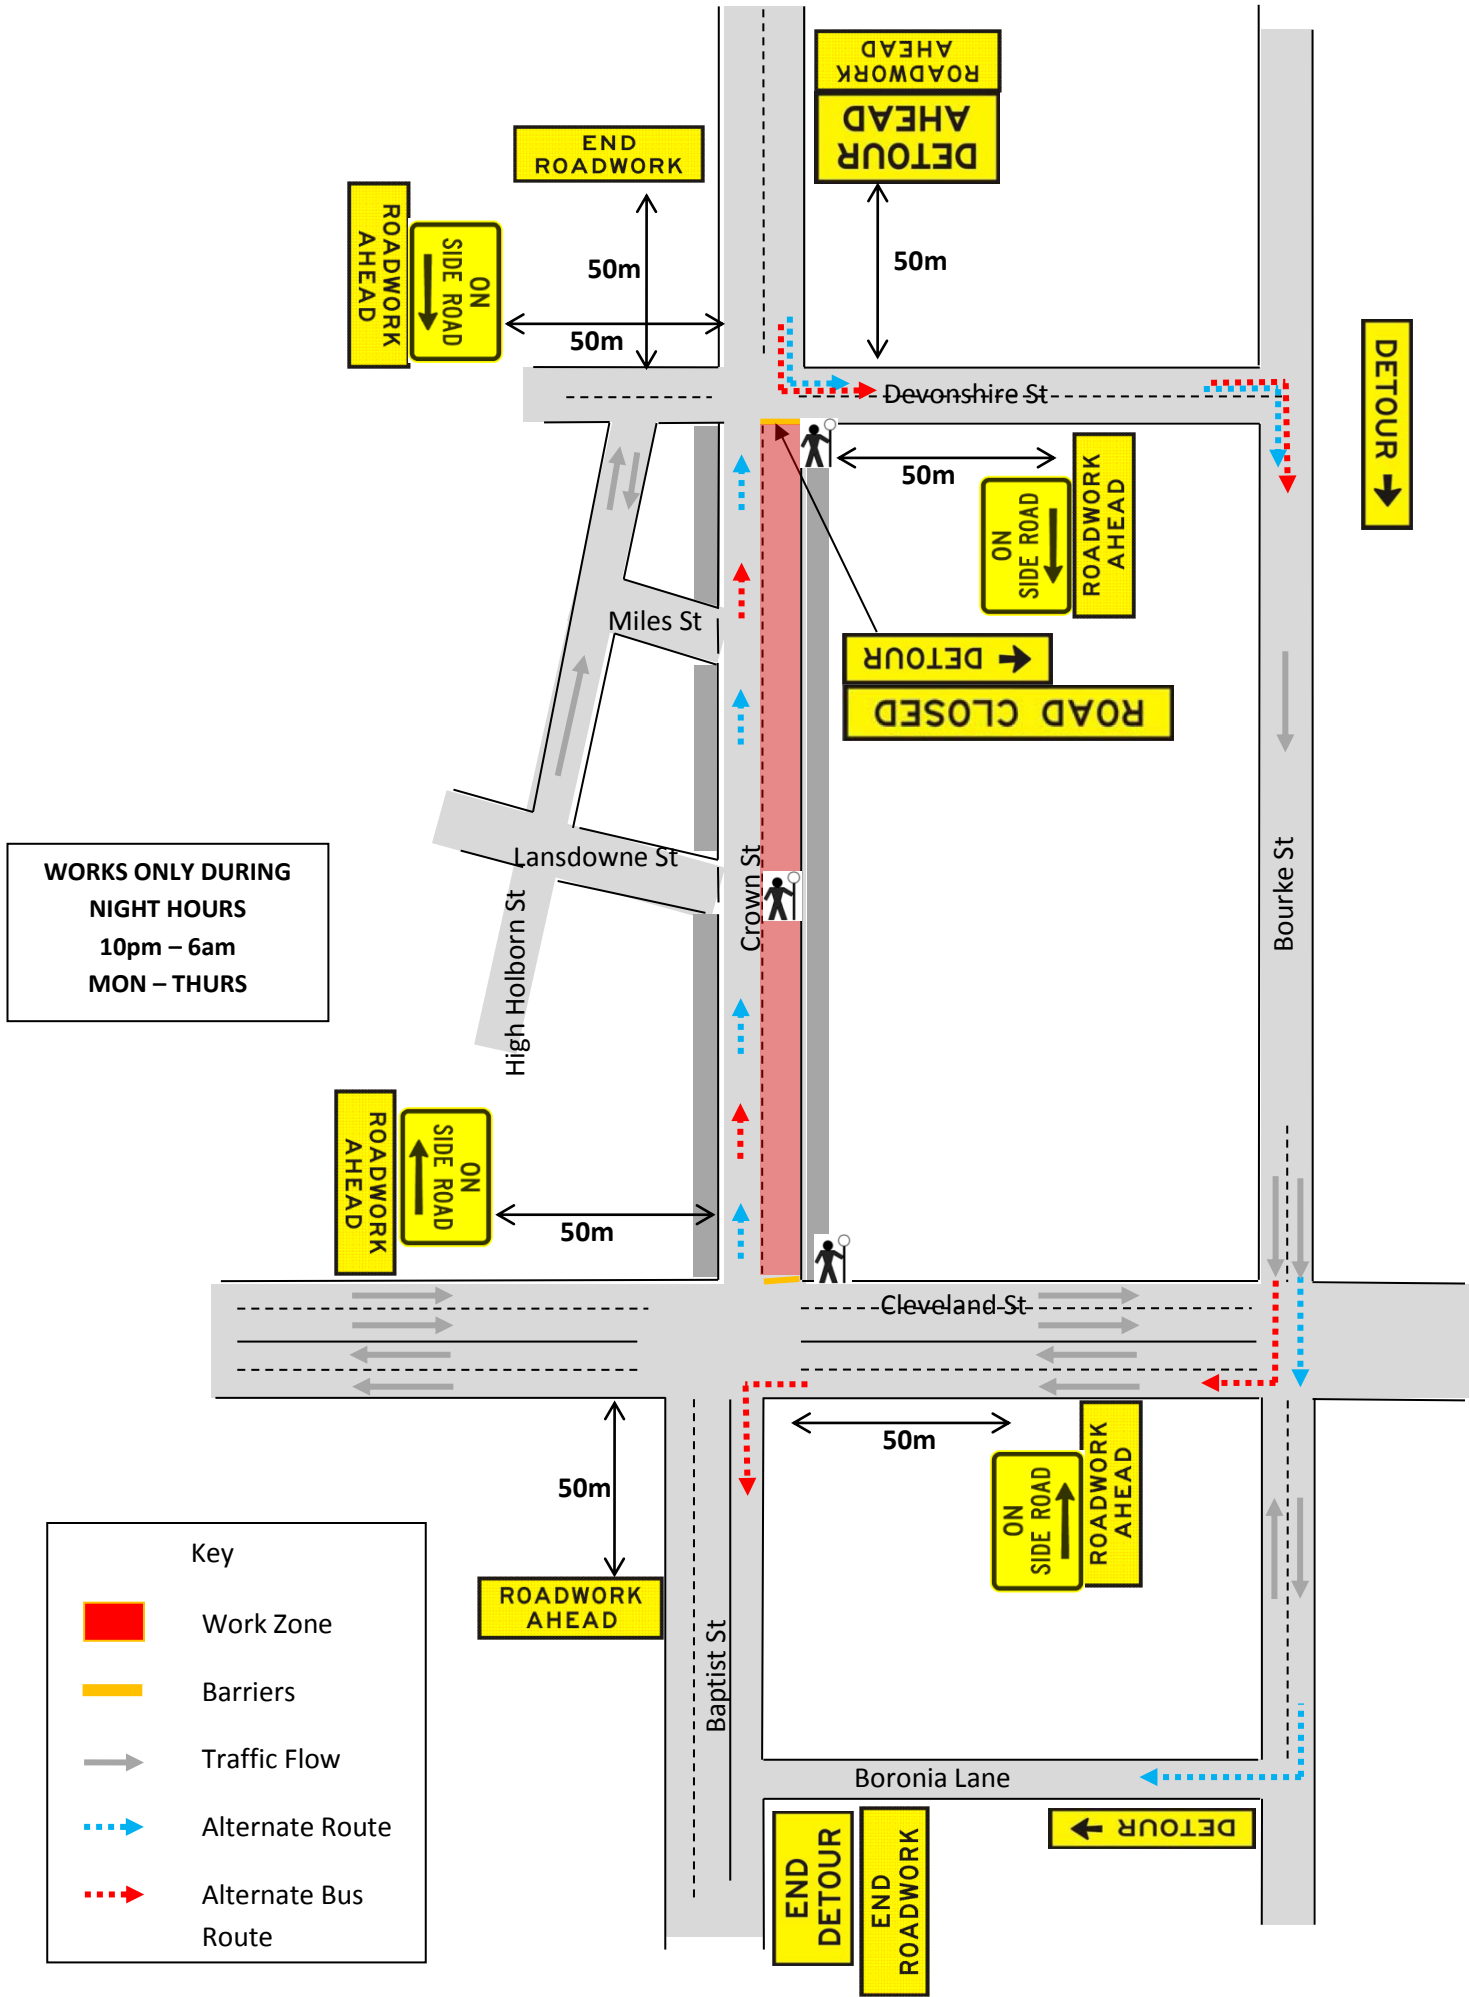 ROADWORK
AHEAD
DETOUR
AHEAD
END
ROADWORK
ROADWORK
AHEAD
ON
SIDE ROAD
50m
50m
50m
DETOUR
Devonshire St
50m
ON
SIDE ROAD
ROADWORK
AHEAD
Miles St
DETOUR
ROAD CLOSED
Lansdowne St
Crown St
Bourke St
High Holborn St
WORKS ONLY DURING
NIGHT HOURS
10pm – 6am
MON – THURS
ROADWORK
AHEAD
ON
SIDE ROAD
50m
Cleveland St
50m
50m
ON
SIDE ROAD
ROADWORK
AHEAD
ROADWORK
AHEAD
Baptist St
Key
Work Zone
Barriers
Traffic Flow
Alternate Route
Alternate Bus
Route
Boronia Lane
DETOUR
END
DETOUR
END
ROADWORK